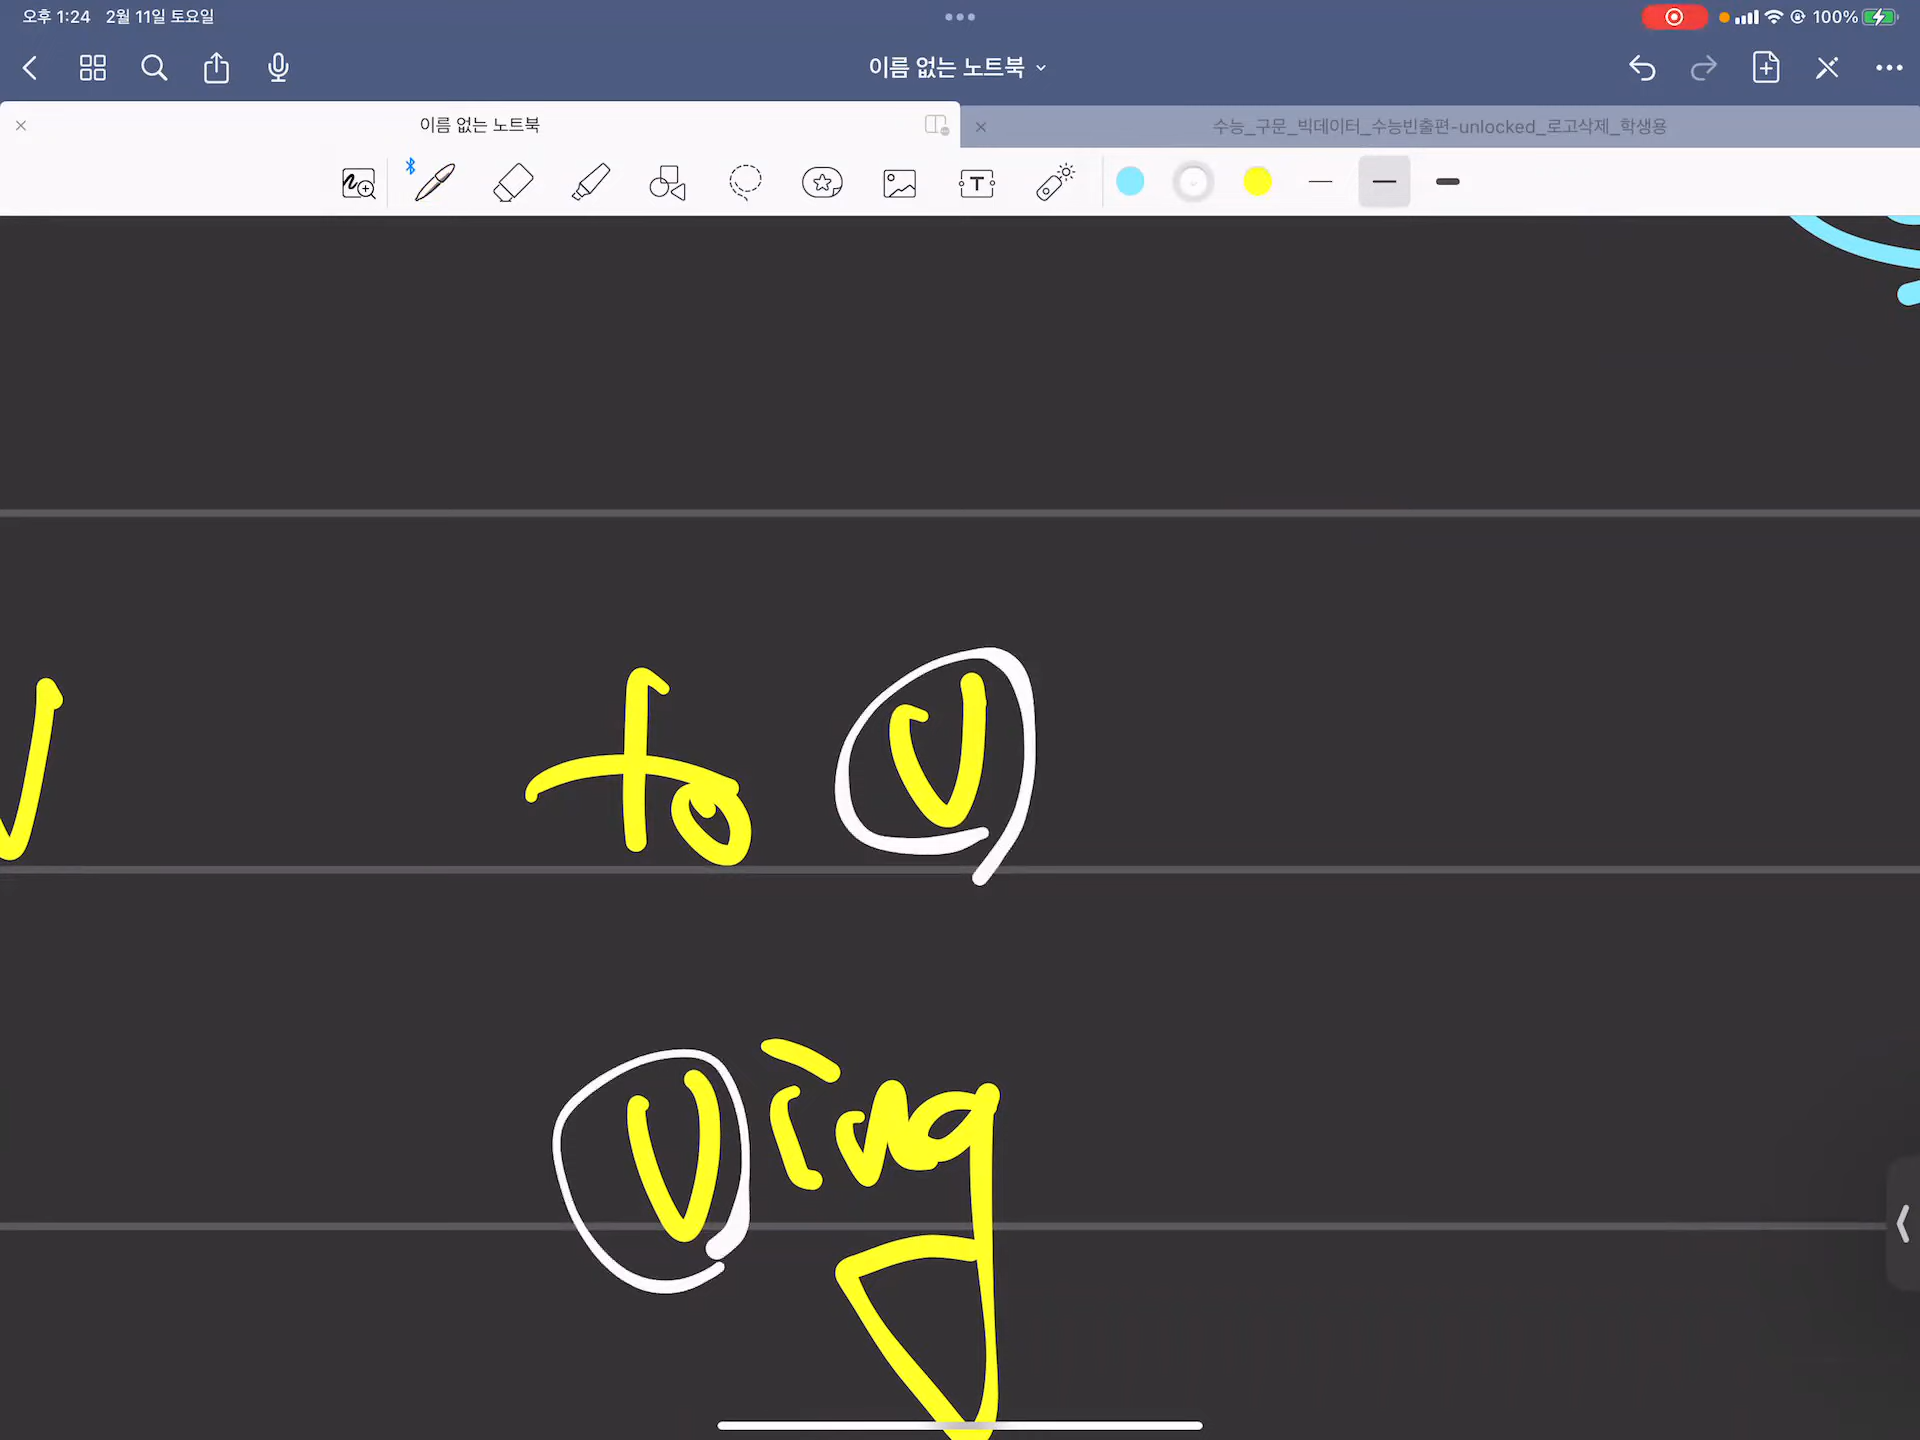 오후 1:24 2월 11일 토요일
100%
이름 없는 노트북
이름 없는 노트북
수능_구문_빅데이터_수능빈출편-unlocked_로고삭제_학생용
T
V to V
Ving